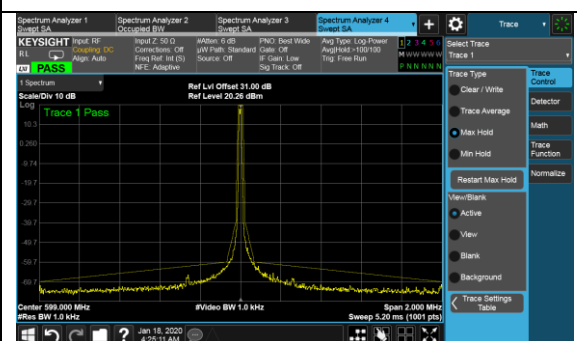 Spectrum Analyzer 1
Swept SA
Spectrum Analyzer 2
Occupied BW
Spectrum Analyzer 3
Swept SA
Spectrum Analyzer 4
Swept SA
Trace
KEYSIGHT
RL
LXI PASS
Input: RF
Coupling: DC
Align: Auto
Input Z: 50 Ω
Corrections: Off
Freq Ref: Int (S)
NFE: Adaptive
#Atten: 6 dB
µW Path: Standard
Source: Off
PNO: Best Wide
Gate: Off
IF Gain: Low
Sig Track: Off
Avg Type: Log-Power
Avg|Hold:>100/100
Trig: Free Run
1 2 3 4 5 6
M W W W W W
P N N N N N
1 Spectrum
Scale/Div 10 dB
Ref Lvl Offset 31.00 dB
Ref Level 20.26 dBm
Log
Trace 1 Pass
10.3
0.260
-9.74
-19.7
-29.7
-39.7
-49.7
-59.7
-69.7
Center 599.000 MHz
#Res BW 1.0 kHz
#Video BW 1.0 kHz
Span 2.000 MHz
Sweep 5.20 ms (1001 pts)
Jan 18, 2020
4:25:11 AM
Select Trace
Trace 1
Trace Type
Clear / Write
Trace Average
Max Hold
Min Hold
Restart Max Hold
View/Blank
Active
View
Blank
Background
Trace Settings
Table
Trace
Control
Detector
Math
Trace
Function
Normalize